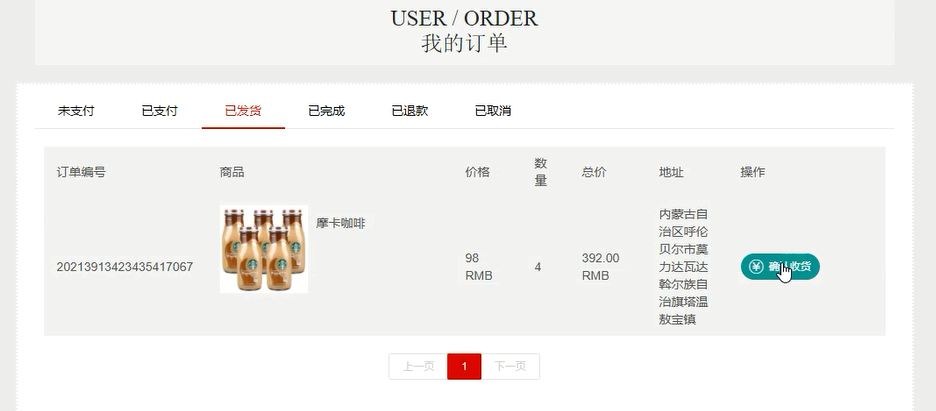 USER / ORDER
我的订单
未支付 已支付 已发货 已完成 已退款 已取消
订单编号 商品 价格 数量 总价 地址 操作
20213913423435417067
摩卡咖啡
98
RMB
4
392.00
RMB
内蒙古自
治区呼伦
贝尔市莫
力达瓦达
斡尔族自
治旗塔温
敖宝镇
确认收货
上一页 1 下一页